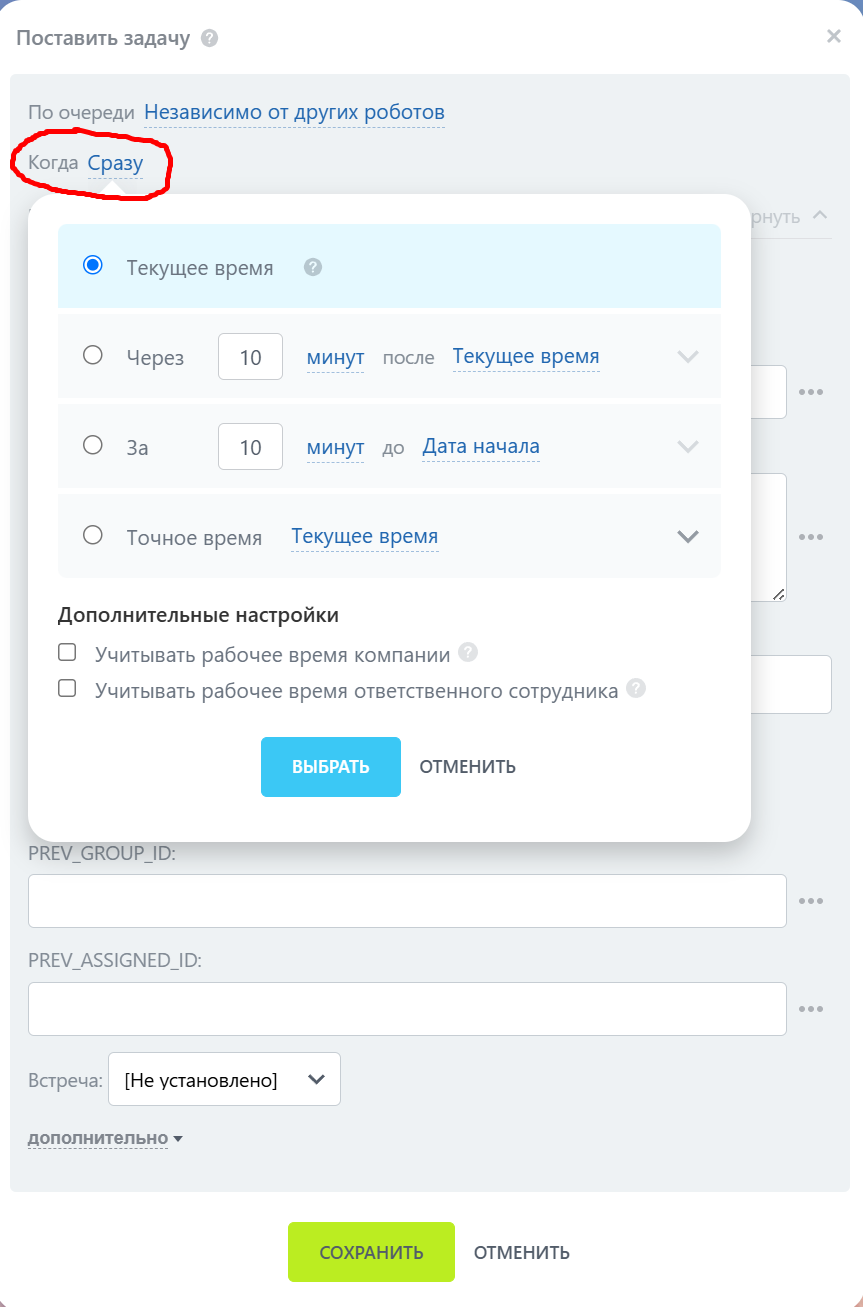 Поставить задачу ?
По очереди Независимо от других роботов
Когда Сразу
рнуть
Текущее время ?
Через 10 минут после Текущее время
За 10 минут до Дата начала
Точное время Текущее время
Дополнительные настройки
Учитывать рабочее время компании ?
Учитывать рабочее время ответственного сотрудника ?
ВЫБРАТЬ ОТМЕНИТЬ
PREV_GROUP_ID:
PREV_ASSIGNED_ID:
Встреча: [Не установлено]
дополнительно
СОХРАНИТЬ ОТМЕНИТЬ